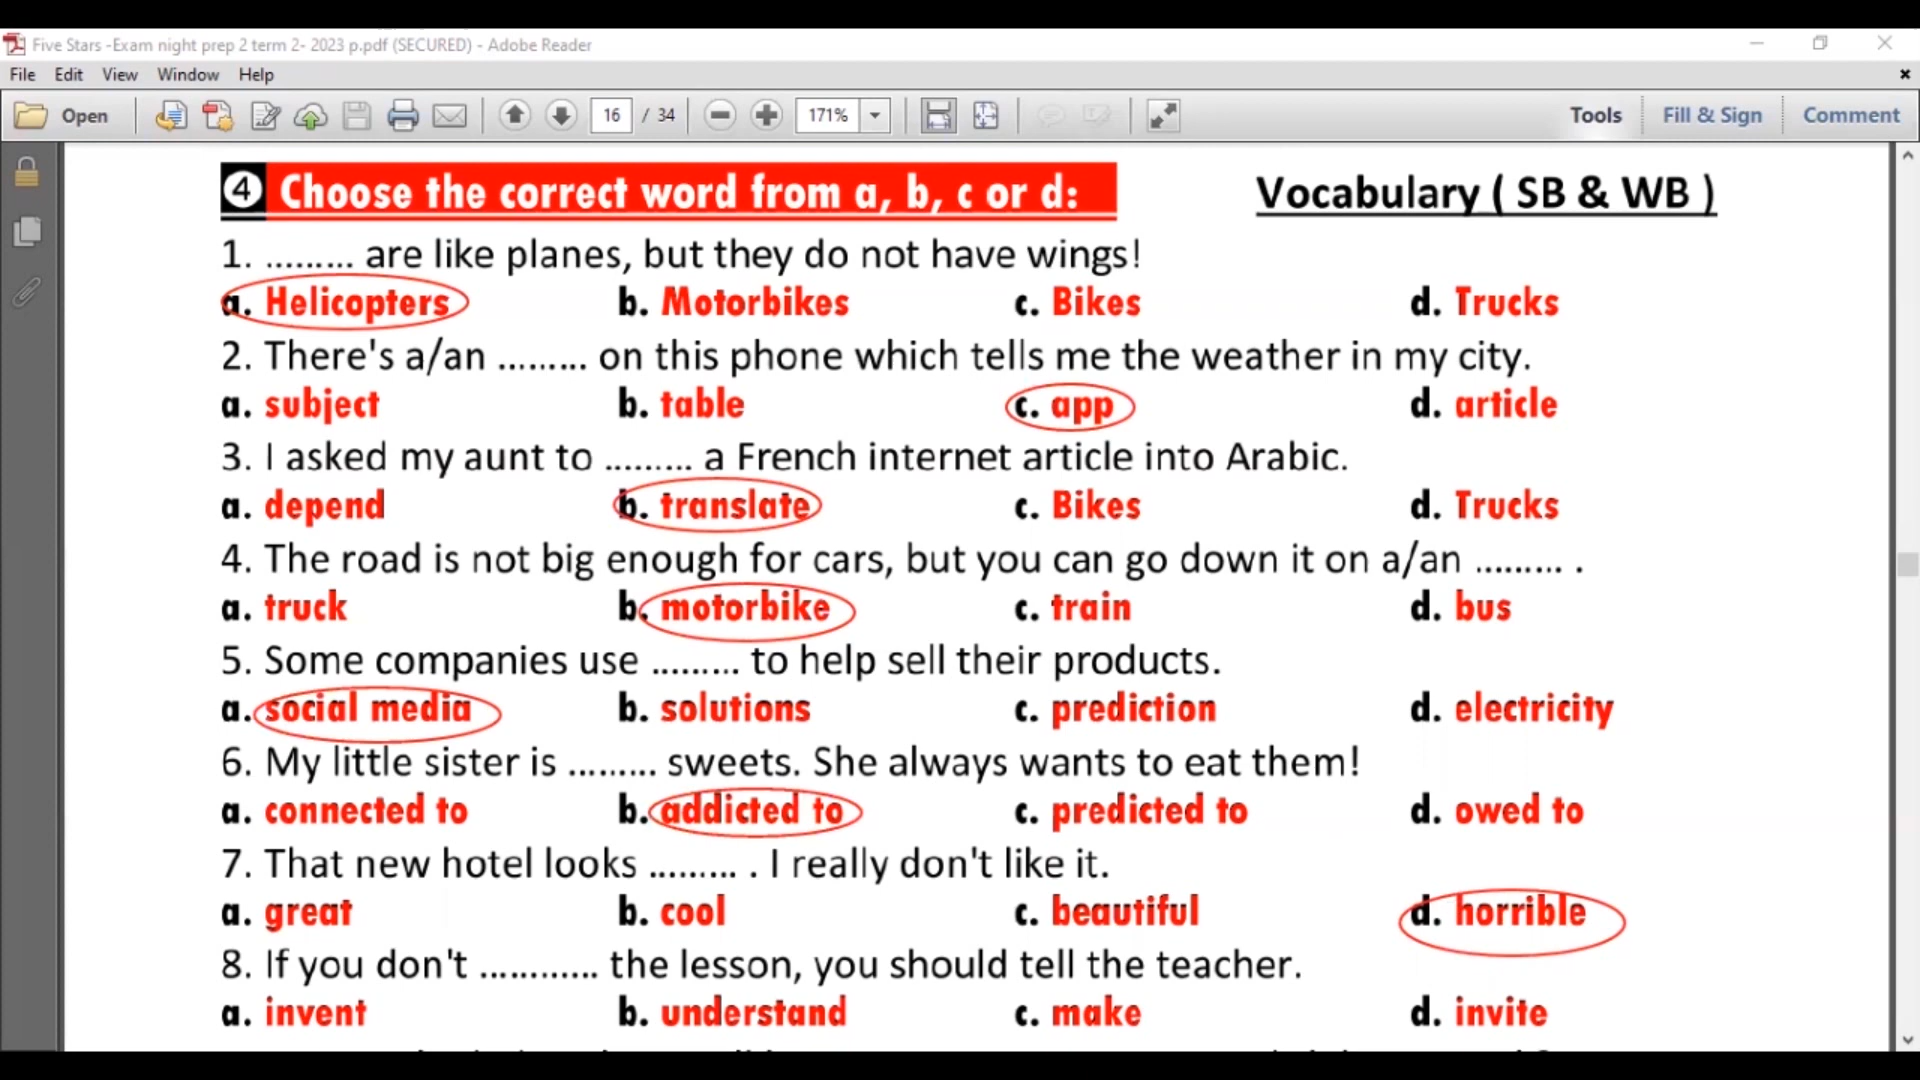 Five Stars -Exam night prep 2 term 2- 2023 p.pdf (SECURED) - Adobe Reader
File Edit View Window Help
Open 16 / 34 171% Tools Fill & Sign Comment
4 Choose the correct word from a, b, c or d: Vocabulary ( SB & WB )
1. ......... are like planes, but they do not have wings!
a. Helicopters b. Motorbikes c. Bikes d. Trucks
2. There's a/an ......... on this phone which tells me the weather in my city.
a. subject b. table c. app d. article
3. I asked my aunt to ......... a French internet article into Arabic.
a. depend b. translate c. Bikes d. Trucks
4. The road is not big enough for cars, but you can go down it on a/an ......... .
a. truck b. motorbike c. train d. bus
5. Some companies use ......... to help sell their products.
a. social media b. solutions c. prediction d. electricity
6. My little sister is ......... sweets. She always wants to eat them!
a. connected to b. addicted to c. predicted to d. owed to
7. That new hotel looks ......... . I really don't like it.
a. great b. cool c. beautiful d. horrible
8. If you don't ............ the lesson, you should tell the teacher.
a. invent b. understand c. make d. invite